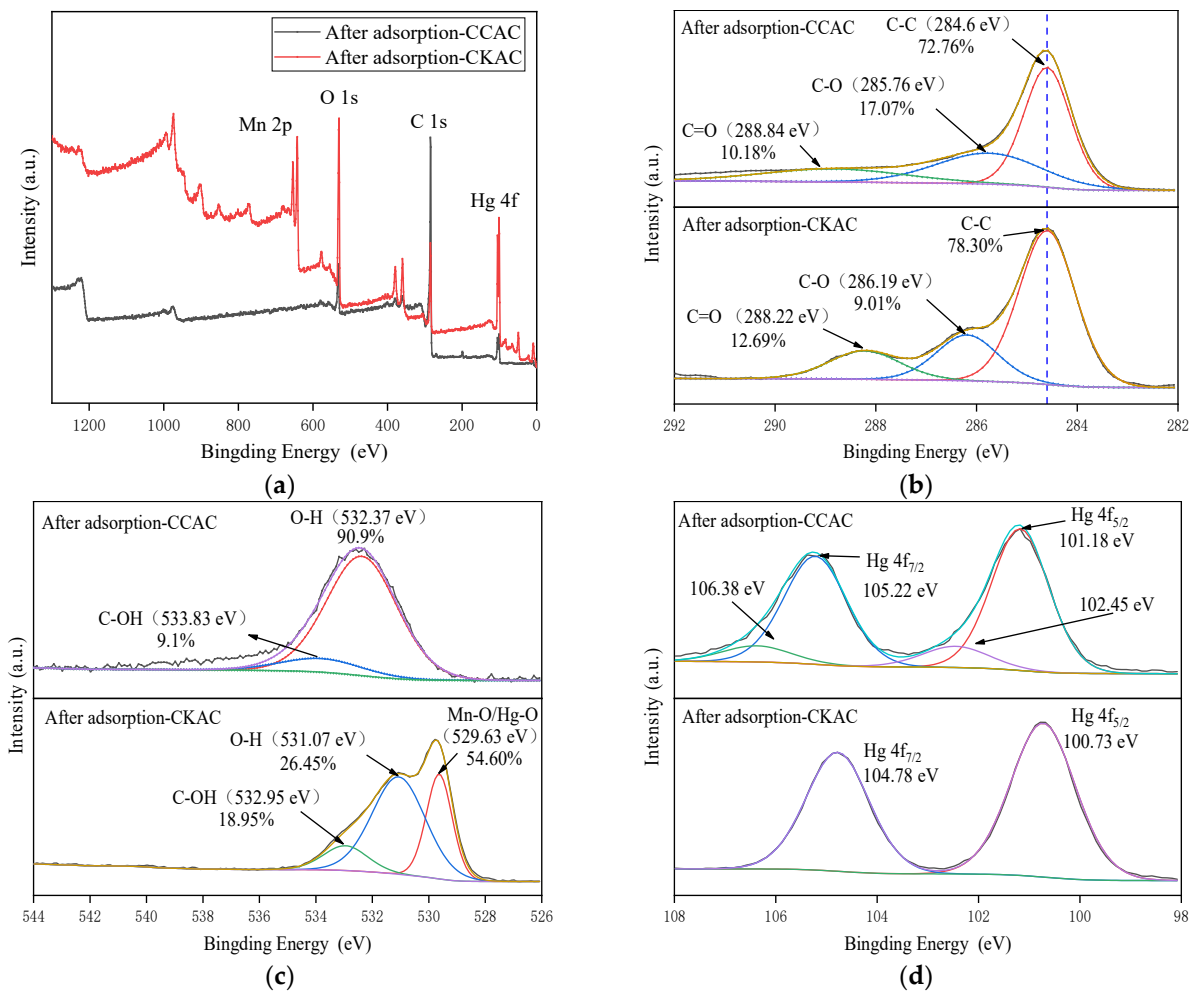 After adsorption-CCAC
After adsorption-CKAC
O 1s
Mn 2p
C 1s
Hg 4f
Intensity (a.u.)
1200 1000 800 600 400 200 0
Bingding Energy (eV)
(a)
After adsorption-CCAC
C-C (284.6 eV)
72.76%
C-O（285.76 eV）
17.07%
C=O（288.84 eV）
10.18%
After adsorption-CKAC
C-C
78.30%
C-O（286.19 eV）
9.01%
C=O（288.22 eV）
12.69%
Intensity (a.u.)
292 290 288 286 284 282
Bingding Energy (eV)
(b)
After adsorption-CCAC
O-H（532.37 eV）
90.9%
C-OH（533.83 eV）
9.1%
After adsorption-CKAC
Mn-O/Hg-O
（529.63 eV）
54.60%
O-H（531.07 eV）
26.45%
C-OH（532.95 eV）
18.95%
Intensity (a.u.)
544 542 540 538 536 534 532 530 528 526
Bingding Energy (eV)
(c)
After adsorption-CCAC
Hg 4f5/2
101.18 eV
Hg 4f7/2
105.22 eV
106.38 eV
102.45 eV
After adsorption-CKAC
Hg 4f5/2
100.73 eV
Hg 4f7/2
104.78 eV
Intensity (a.u.)
108 106 104 102 100 98
Bingding Energy (eV)
(d)